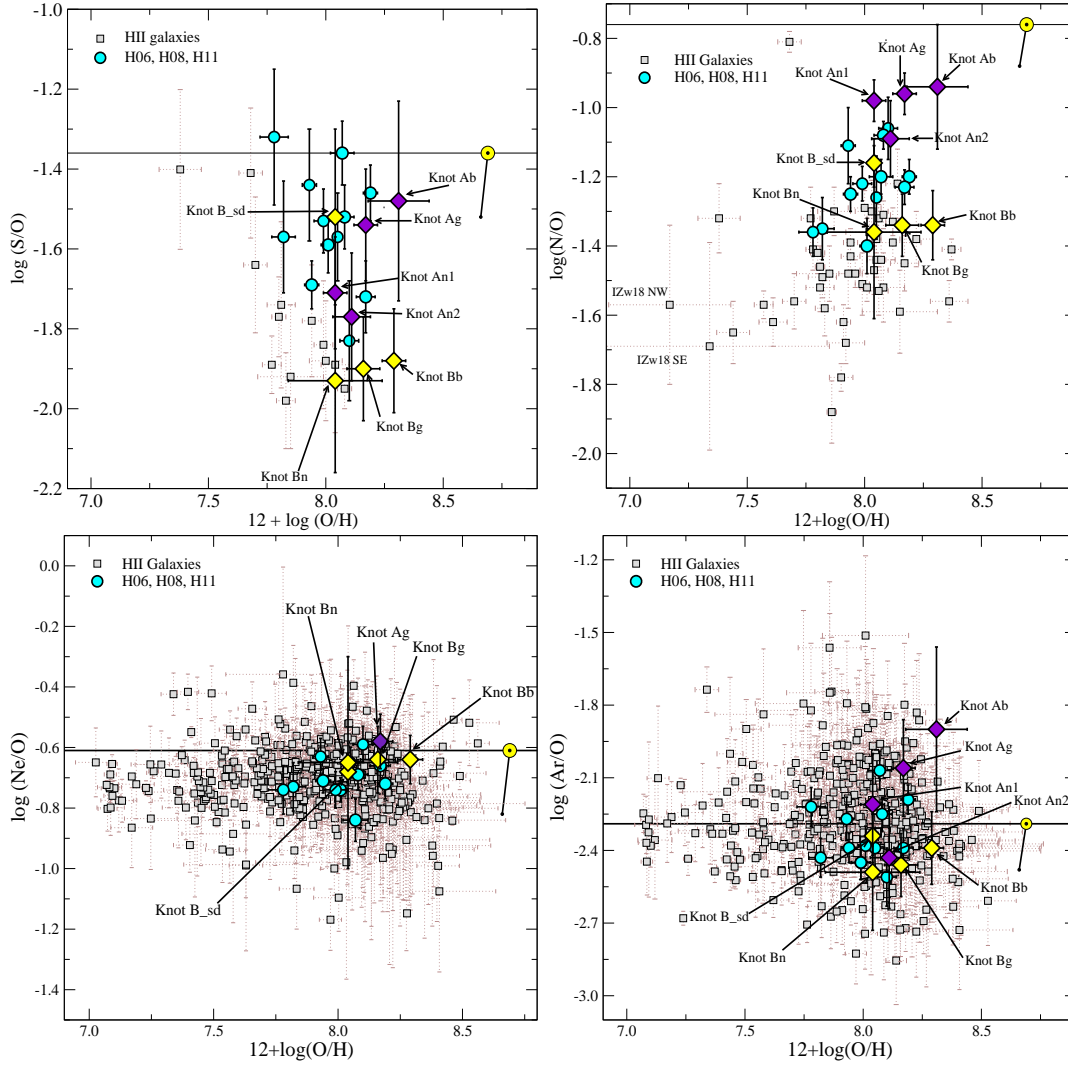 -1.0
-1.2
-1.4
-1.6
-1.8
-2.0
-2.2
log (S/O)
HII galaxies
H06, H08, H11
Knot Ab
Knot B_sd
Knot Ag
Knot An1
Knot An2
Knot Bb
Knot Bg
Knot Bn
7.0
7.5
8.0
8.5
12 + log (O/H)
-0.8
-1.0
-1.2
-1.4
-1.6
-1.8
-2.0
log(N/O)
HII Galaxies
H06, H08, H11
Knot Ag
Knot Ab
Knot An1
Knot An2
Knot B_sd
Knot Bn
Knot Bb
Knot Bg
IZw18 NW
IZw18 SE
7.0
7.5
8.0
8.5
12+log(O/H)
0.0
-0.2
-0.4
-0.6
-0.8
-1.0
-1.2
-1.4
log (Ne/O)
HII Galaxies
H06, H08, H11
Knot Bn
Knot Ag
Knot Bg
Knot Bb
Knot B_sd
7.0
7.5
8.0
8.5
12+log(O/H)
-1.2
-1.5
-1.8
-2.1
-2.4
-2.7
-3.0
log (Ar/O)
HII Galaxies
H06, H08, H11
Knot Ab
Knot Ag
Knot An1
Knot An2
Knot Bb
Knot B_sd
Knot Bn
Knot Bg
7.0
7.5
8.0
8.5
12+log(O/H)